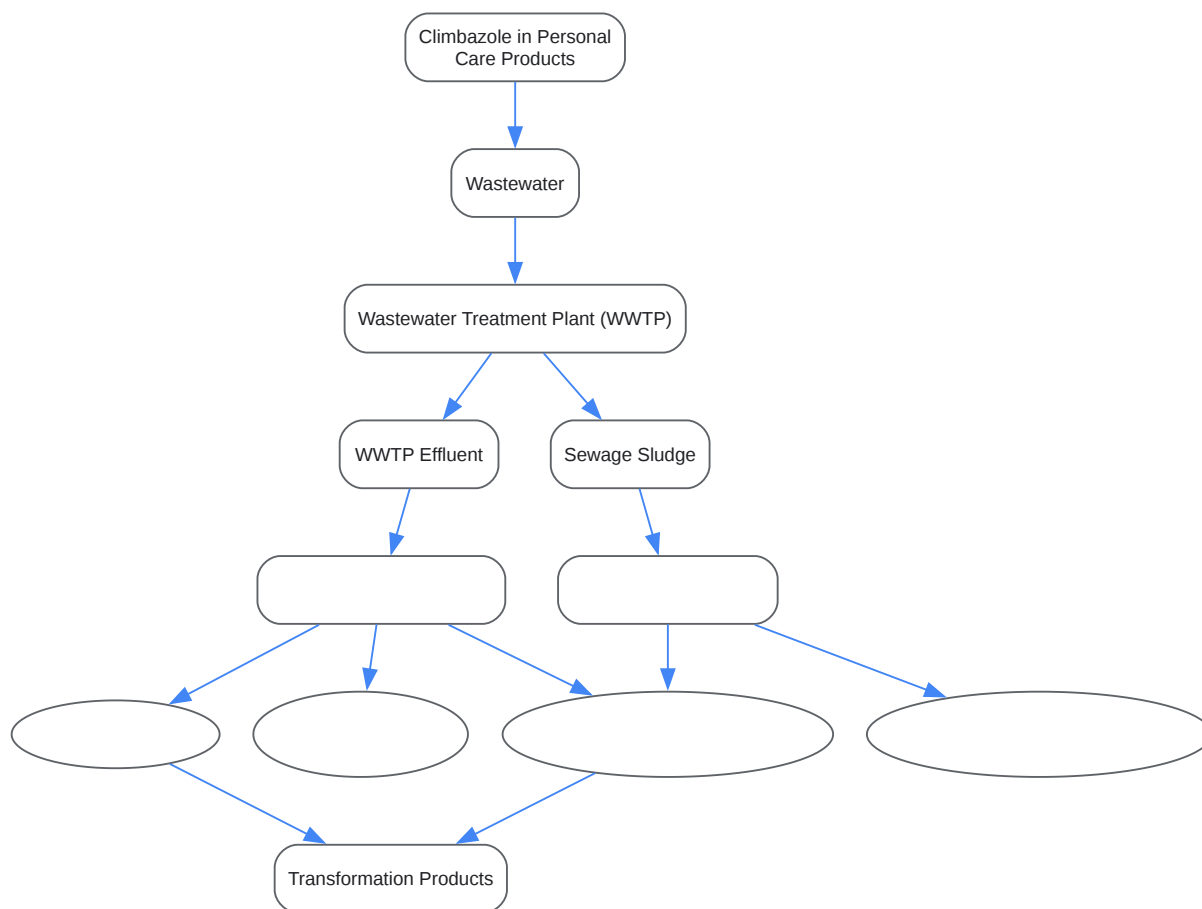 Climbazole in Personal
Care Products
Wastewater
Wastewater Treatment Plant (WWTP)
WWTP Effluent
Sewage Sludge
Transformation Products